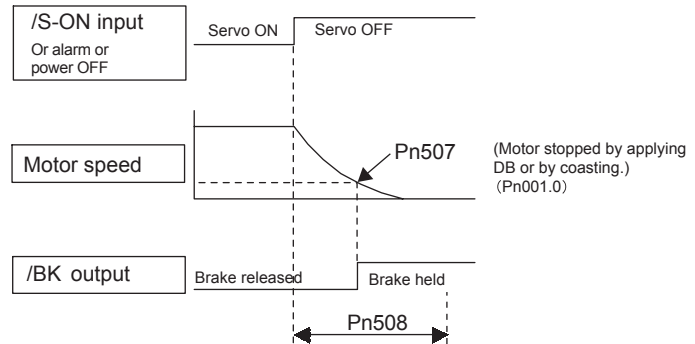 /S-ON input
Or alarm or
power OFF
Servo ON
Servo OFF
Motor speed
Pn507
(Motor stopped by applying
DB or by coasting.)
（Pn001.0）
/BK output
Brake released
Brake held
Pn508